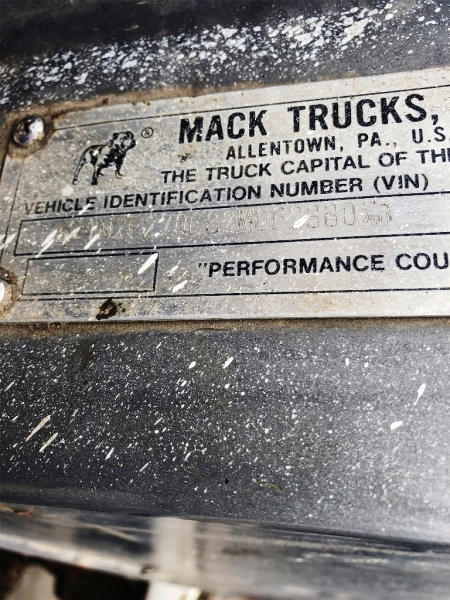 ®
MACK TRUCKS,
ALLENTOWN, PA., U.S.
THE TRUCK CAPITAL OF THE
VEHICLE IDENTIFICATION NUMBER (VIN)
"PERFORMANCE COU